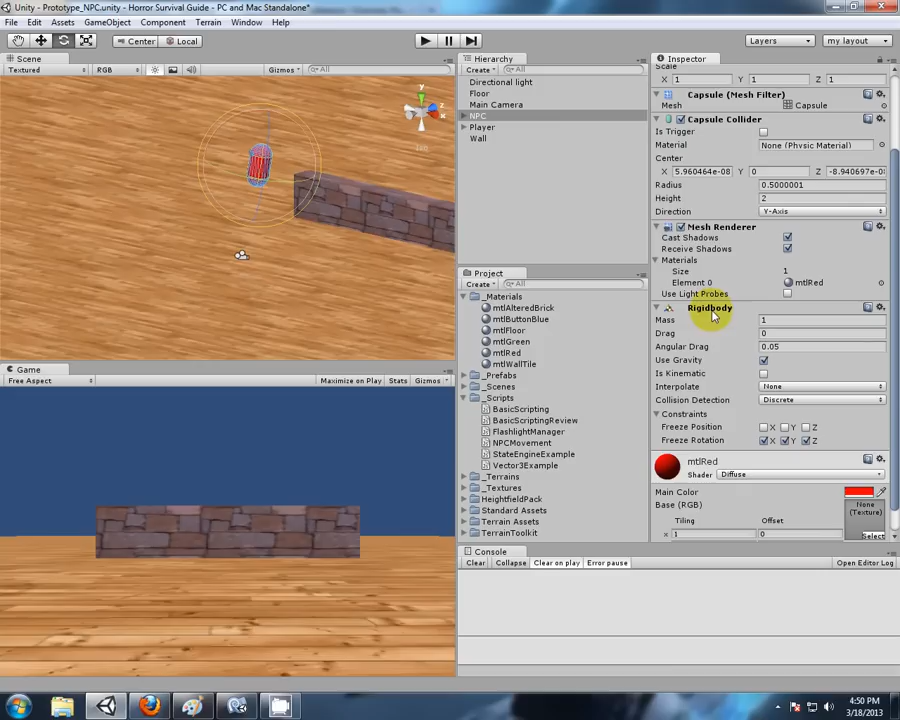 Unity - Prototype_NPC.unity - Horror Survival Guide - PC and Mac Standalone*
File Edit Assets GameObject Component Terrain Window Help
Center Local Layers my layout
Scene
Textured RGB Gizmos All
Game
Free Aspect Maximize on Play Stats Gizmos
Hierarchy
Create All
Directional light
Floor
Main Camera
NPC
Player
Wall
Project
Create All
_Materials
mtlAlteredBrick
mtlButtonBlue
mtlFloor
mtlGreen
mtlRed
mtlWallTile
_Prefabs
_Scenes
_Scripts
BasicScripting
BasicScriptingReview
FlashlightManager
NPCMovement
StateEngineExample
Vector3Example
_Terrains
_Textures
HeightfieldPack
Standard Assets
Terrain Assets
TerrainToolkit
Inspector
Scale
X 1 Y 1 Z 1
Capsule (Mesh Filter)
Mesh Capsule
Capsule Collider
Is Trigger
Material None (Physic Material)
Center
X 5.960464e-08 Y 0 Z -8.940697e-0
Radius 0.5000001
Height 2
Direction Y-Axis
Mesh Renderer
Cast Shadows
Receive Shadows
Materials
Size 1
Element 0 mtlRed
Use Light Probes
Rigidbody
Mass 1
Drag 0
Angular Drag 0.05
Use Gravity
Is Kinematic
Interpolate None
Collision Detection Discrete
Constraints
Freeze Position X Y Z
Freeze Rotation X Y Z
mtlRed
Shader Diffuse
Main Color
Base (RGB) None (Texture)
Tiling Offset
x 1 0 Select
Console
Clear Collapse Clear on play Error pause Open Editor Log
4:50 PM
3/18/2013